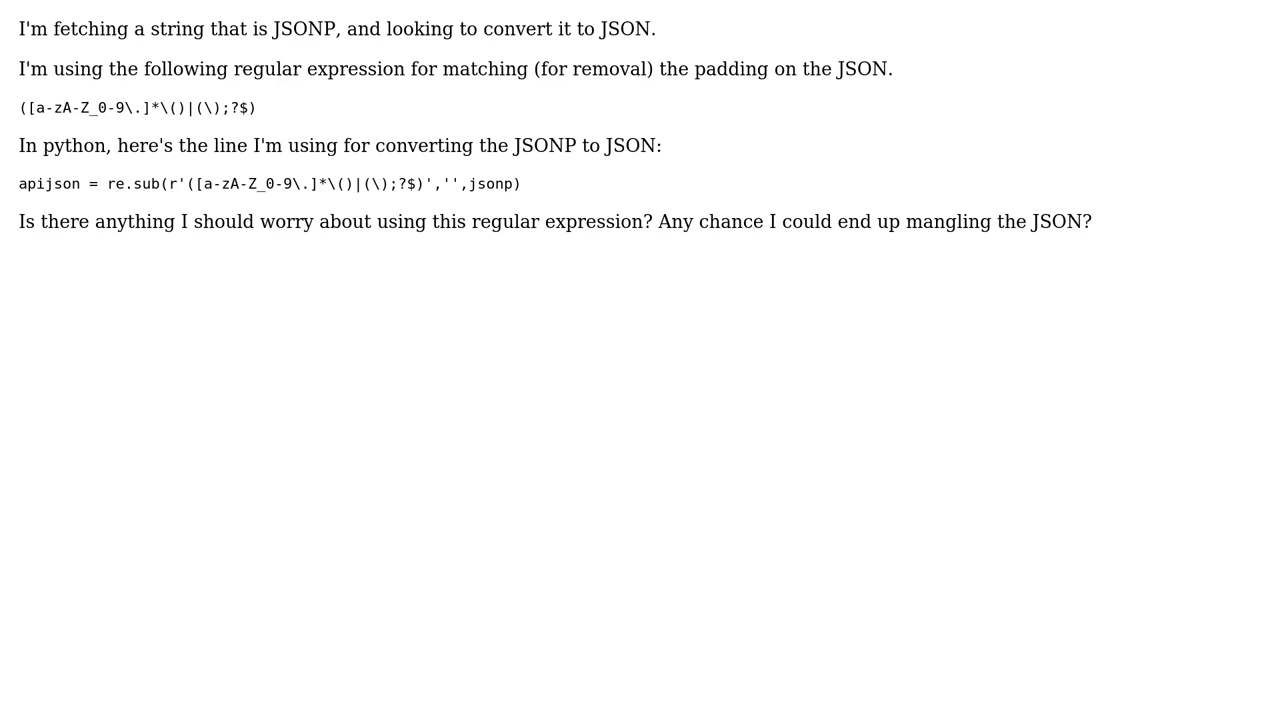 I'm fetching a string that is JSONP, and looking to convert it to JSON.
I'm using the following regular expression for matching (for removal) the padding on the JSON.
([a-zA-Z_0-9\.]*\()|(\);?$)
In python, here's the line I'm using for converting the JSONP to JSON:
apijson = re.sub(r'([a-zA-Z_0-9\.]*\()|(\);?$)','',jsonp)
Is there anything I should worry about using this regular expression? Any chance I could end up mangling the JSON?